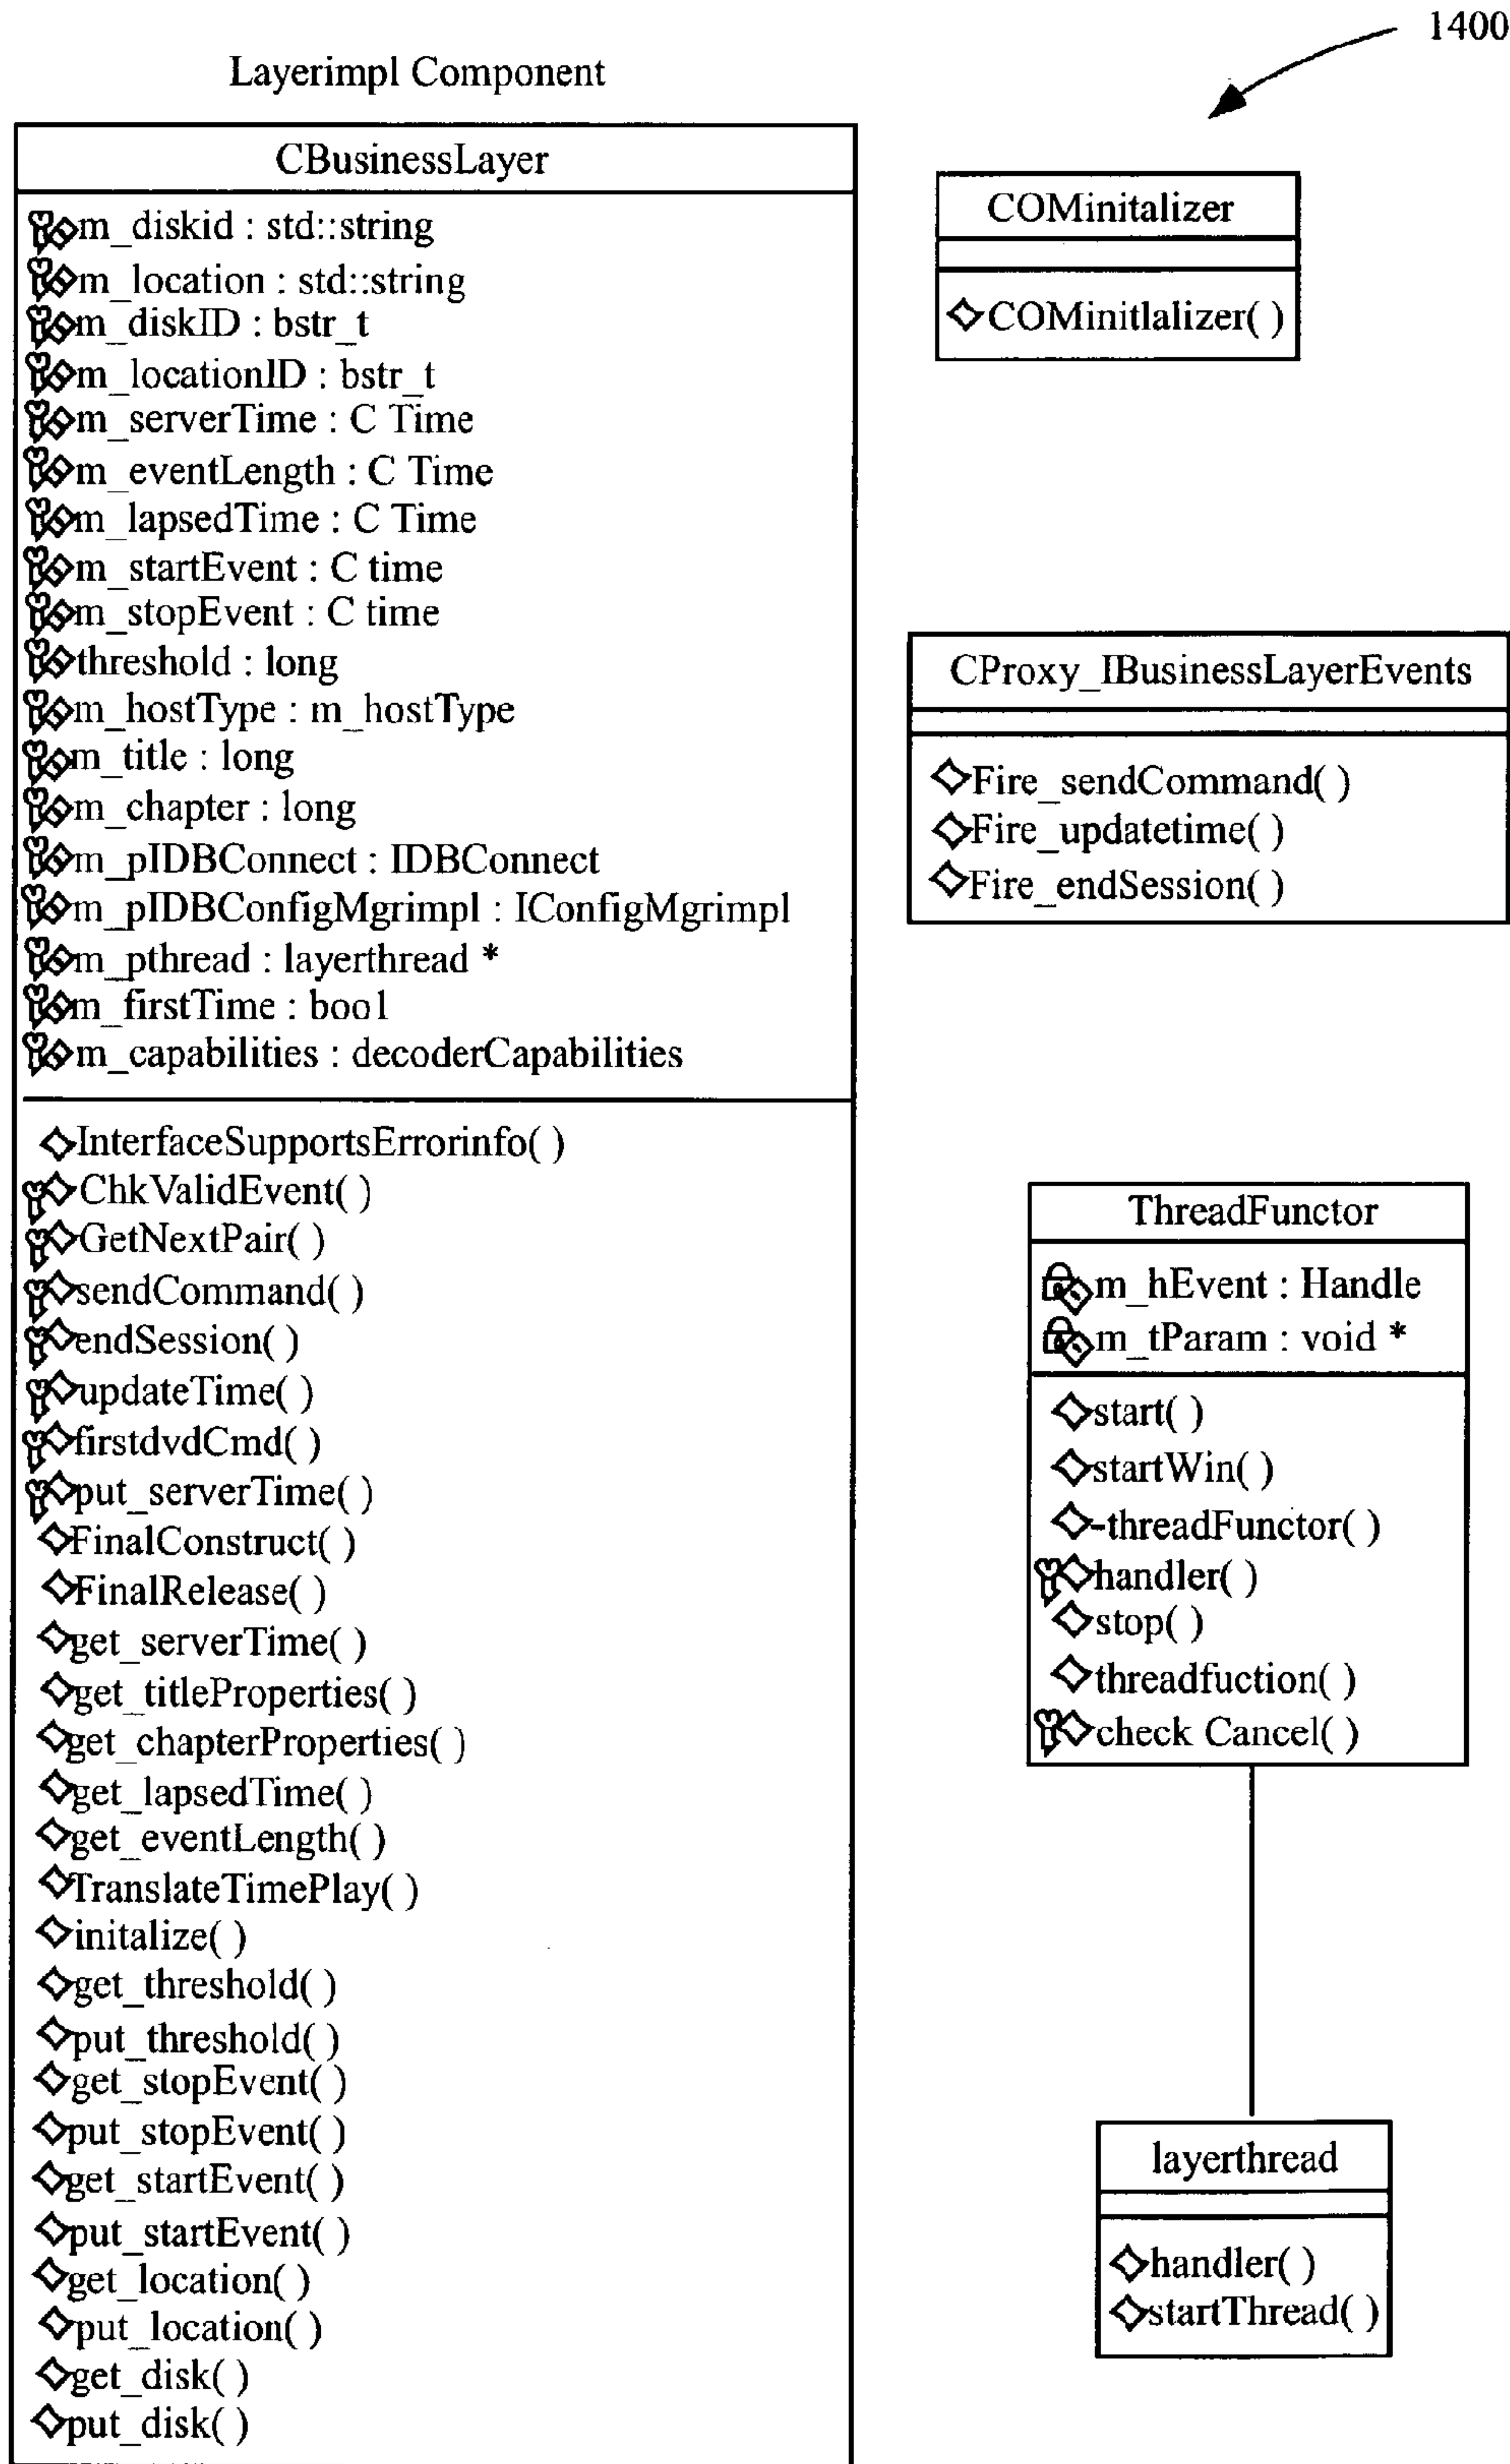 1400
Layerimpl Component
CBusinessLayer
m_diskid : std::string
m_location : std::string
m_diskID : bstr_t
m_locationID : bstr_t
m_serverTime : C Time
m_eventLength : C Time
m_lapsedTime : C Time
m_startEvent : C time
m_stopEvent : C time
threshold : long
m_hostType : m_hostType
m_title : long
m_chapter : long
m_pIDBConnect : IDBConnect
m_pIDBConfigMgrimpl : IConfigMgrimpl
m_pthread : layerthread *
m_firstTime : bool
m_capabilities : decoderCapabilities
InterfaceSupportsErrorinfo( )
ChkValidEvent( )
GetNextPair( )
sendCommand( )
endSession( )
updateTime( )
firstdvdCmd( )
put_serverTime( )
FinalConstruct( )
FinalRelease( )
get_serverTime( )
get_titleProperties( )
get_chapterProperties( )
get_lapsedTime( )
get_eventLength( )
TranslateTimePlay( )
initalize( )
get_threshold( )
put_threshold( )
get_stopEvent( )
put_stopEvent( )
get_startEvent( )
put_startEvent( )
get_location( )
put_location( )
get_disk( )
put_disk( )
COMinitalizer
COMinitlalizer( )
CProxy_IBusinessLayerEvents
Fire_sendCommand( )
Fire_updatetime( )
Fire_endSession( )
ThreadFunctor
m_hEvent : Handle
m_tParam : void *
start( )
startWin( )
-threadFunctor( )
handler( )
stop( )
threadfuction( )
check Cancel( )
layerthread
handler( )
startThread( )